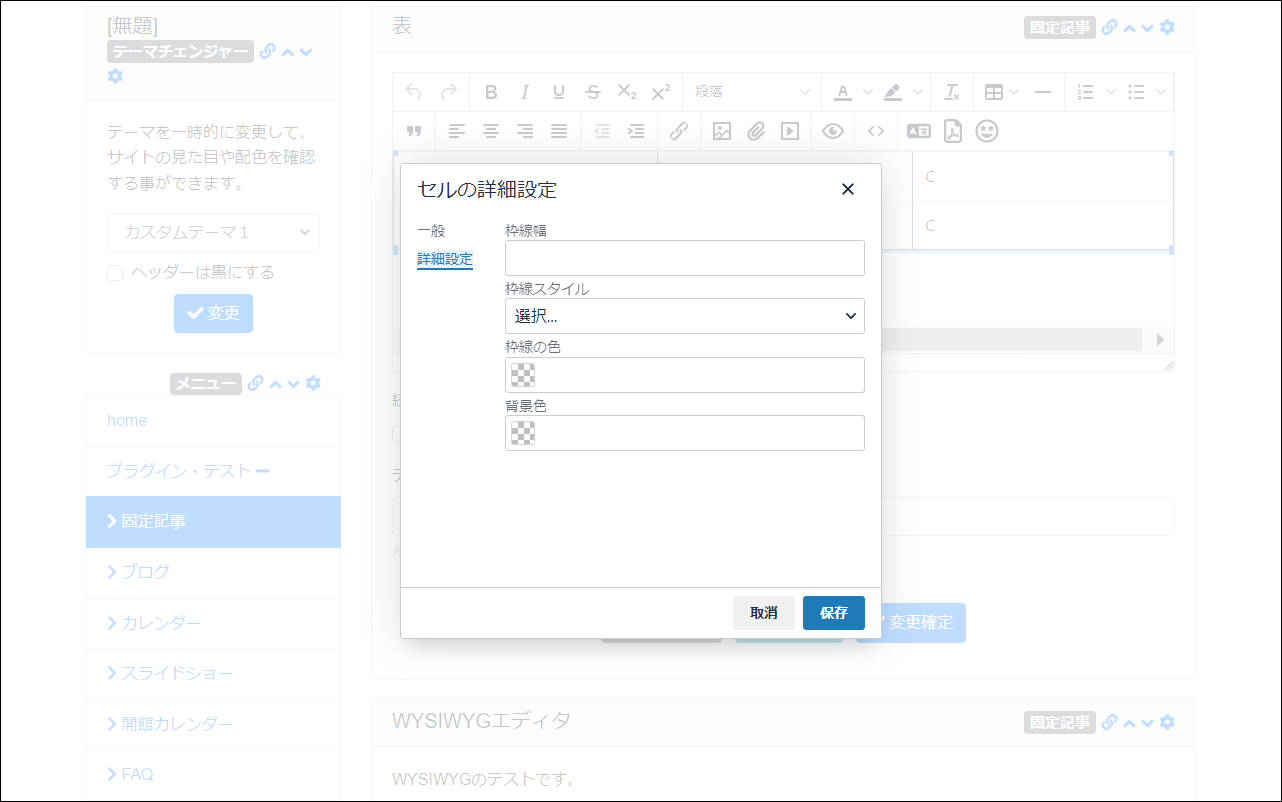 [無題]
テーマチェンジャー
テーマを一時的に変更して、
サイトの見た目や配色を確認
する事ができます。
カスタムテーマ1
ヘッダーは黒にする
変更
メニュー
home
プラグイン・テスト
固定記事
ブログ
カレンダー
スライドショー
開館カレンダー
FAQ
表
固定記事
B I U S X₂ X² 段落 A
C
C
セルの詳細設定
一般
詳細設定
枠線幅
枠線スタイル
選択...
枠線の色
背景色
取消
保存
変更確定
WYSIWYGエディタ
固定記事
WYSIWYGのテストです。